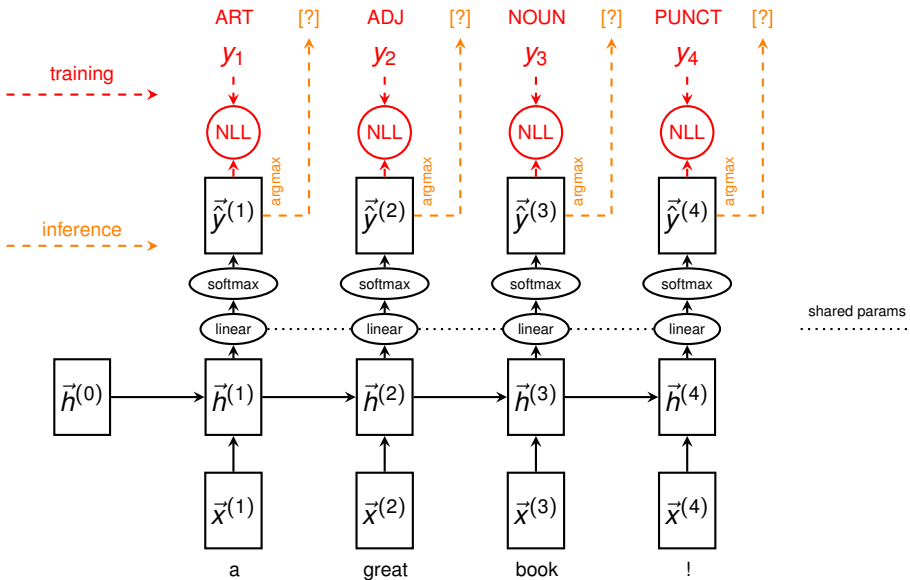 ART [?] ADJ [?] NOUN [?] PUNCT [?]
y₁ y₂ y₃ y₄
training
NLL NLL NLL NLL
argmax argmax argmax argmax
ŷ⃗⁽¹⁾ ŷ⃗⁽²⁾ ŷ⃗⁽³⁾ ŷ⃗⁽⁴⁾
inference
softmax softmax softmax softmax
shared params
linear linear linear linear
h⃗⁽⁰⁾ h⃗⁽¹⁾ h⃗⁽²⁾ h⃗⁽³⁾ h⃗⁽⁴⁾
x⃗⁽¹⁾ x⃗⁽²⁾ x⃗⁽³⁾ x⃗⁽⁴⁾
a great book !